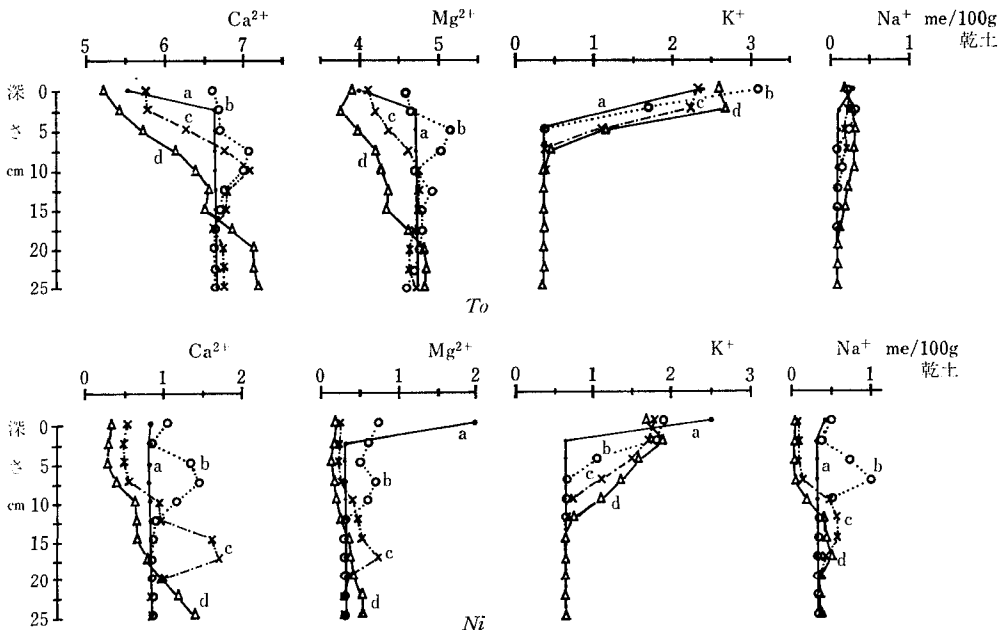 Ca²⁺ Mg²⁺ K⁺ Na⁺ me/100g
乾土
5 6 7 4 5 0 1 2 3 0 1
深さ cm
0
5
10
15
20
25
a b c d
a b c d
a b c d
To
Ca²⁺ Mg²⁺ K⁺ Na⁺ me/100g
乾土
0 1 2 0 1 2 0 1 2 3 0 1
深さ cm
0
5
10
15
20
25
a b c d
a b c d
a b c d
a b c d
Ni